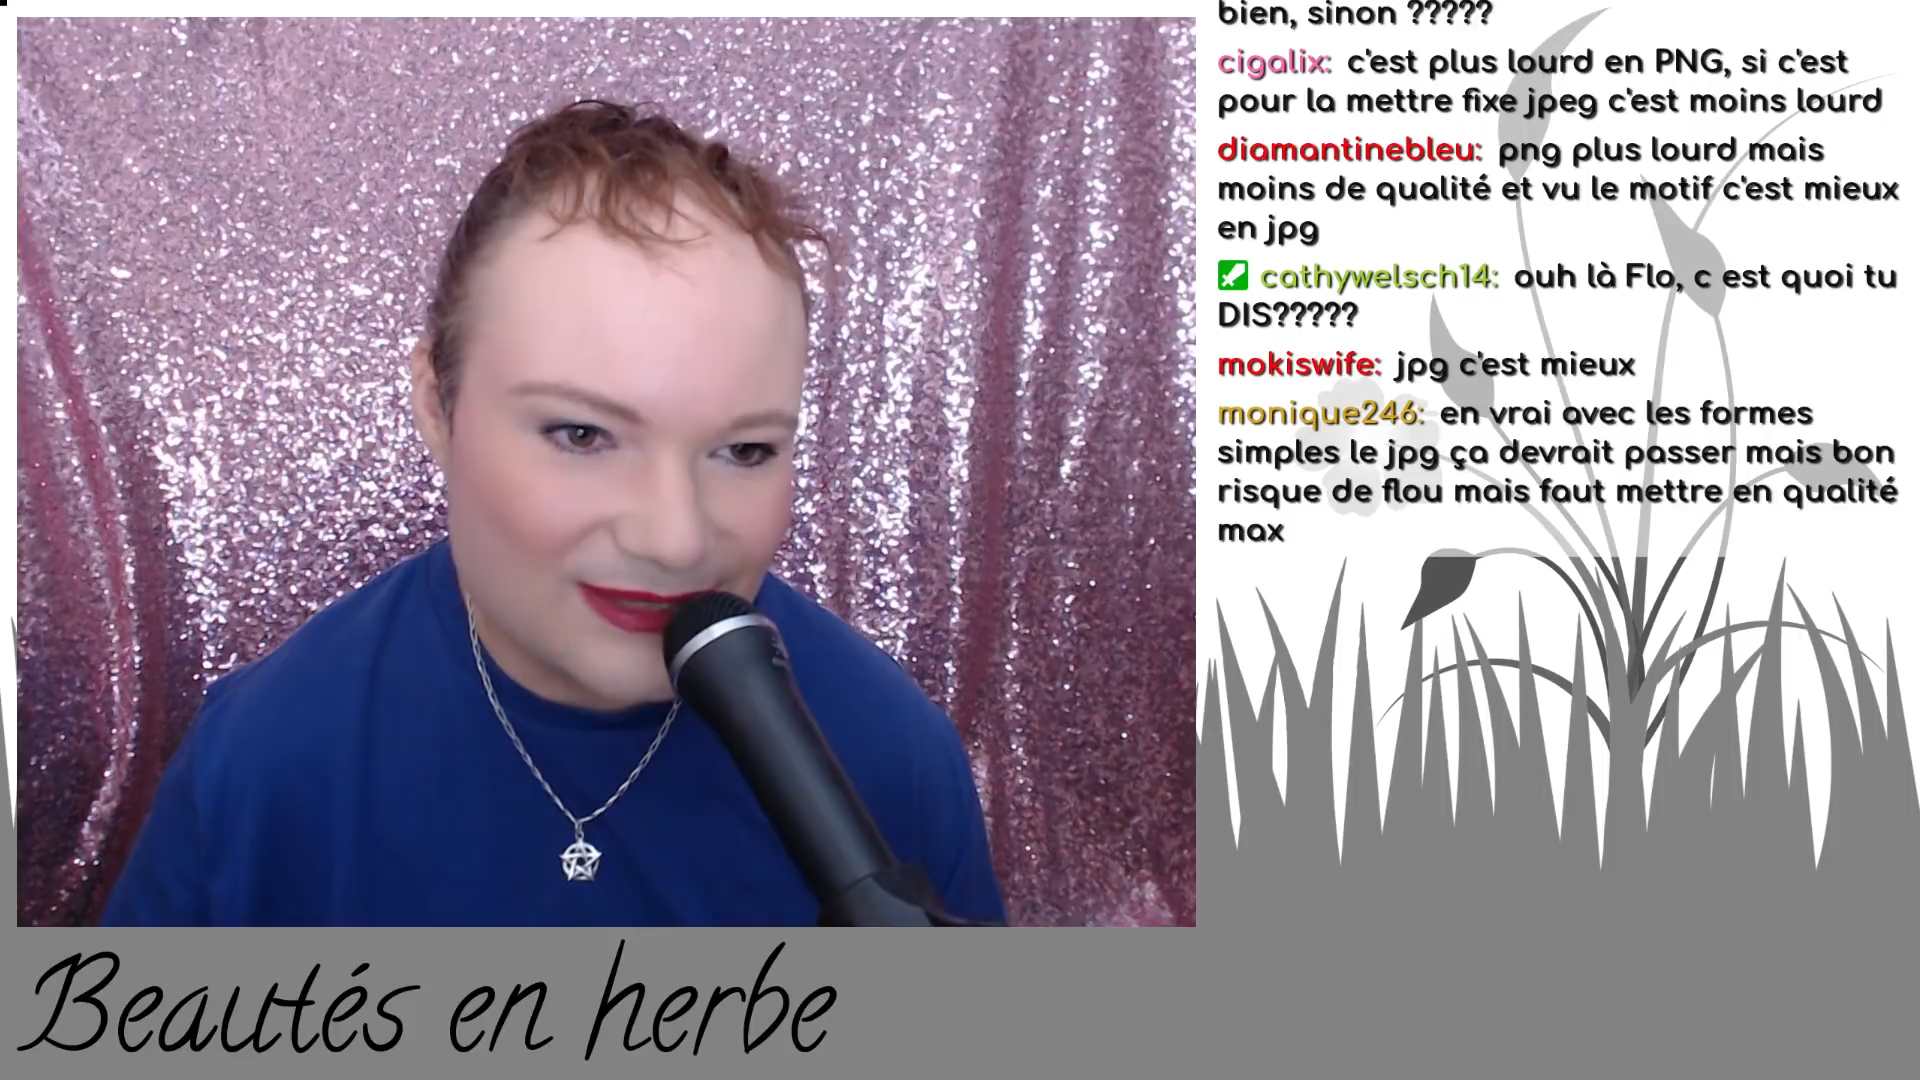 bien, sinon ?????
cigalix: c'est plus lourd en PNG, si c'est
pour la mettre fixe jpeg c'est moins lourd
diamantinebleu: png plus lourd mais
moins de qualité et vu le motif c'est mieux
en jpg
cathywelsch14: ouh là Flo, c est quoi tu
DIS?????
mokiswife: jpg c'est mieux
monique246: en vrai avec les formes
simples le jpg ça devrait passer mais bon
risque de flou mais faut mettre en qualité
max
Beautés en herbe